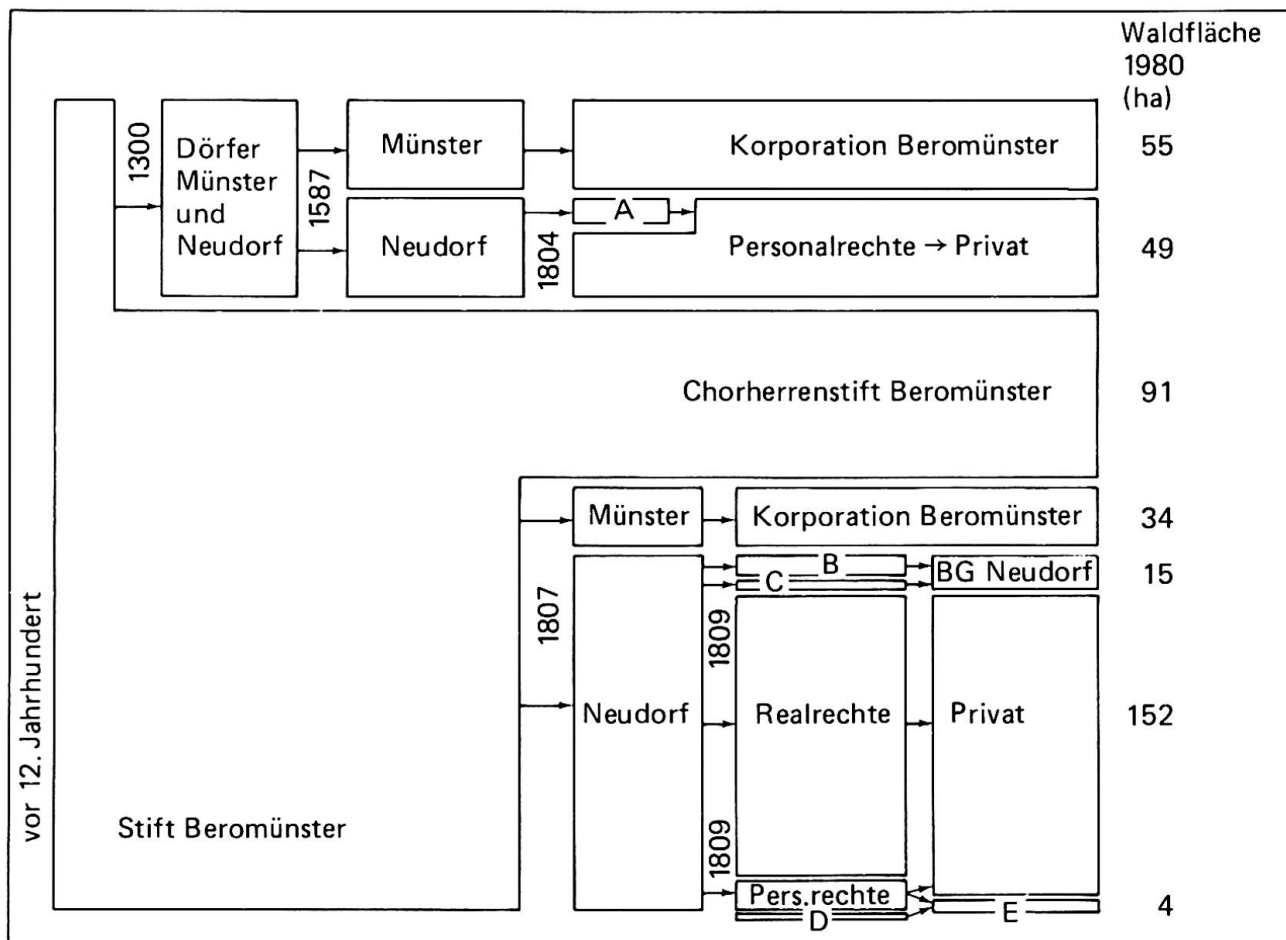 Waldfläche
1980
(ha)
1300
Dörfer
Münster
und
Neudorf
1587
Münster
Korporation Beromünster
55
Neudorf
1804
A
Personalrechte → Privat
49
Chorherrenstift Beromünster
91
Münster
Korporation Beromünster
34
1807
B
C
BG Neudorf
15
1809
Neudorf
Realrechte
Privat
152
vor 12. Jahrhundert
Stift Beromünster
1809
Pers.rechte
D
E
4